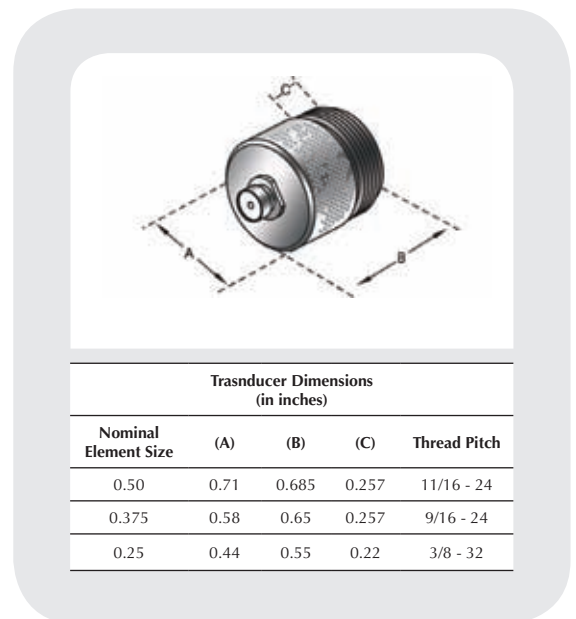 C
A
B
Trasnducer Dimensions
(in inches)
Nominal
Element Size (A) (B) (C) Thread Pitch
0.50 0.71 0.685 0.257 11/16 - 24
0.375 0.58 0.65 0.257 9/16 - 24
0.25 0.44 0.55 0.22 3/8 - 32